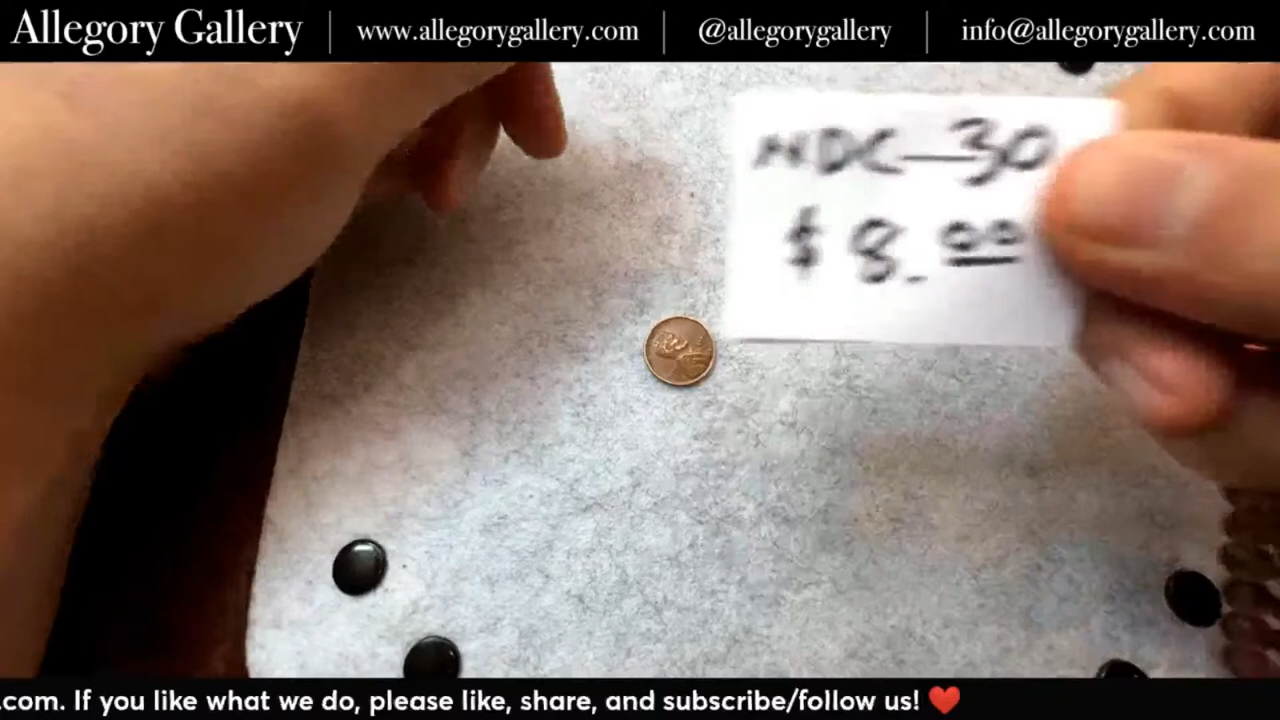 Allegory Gallery | www.allegorygallery.com | @allegorygallery | info@allegorygallery.com
NDC—30
$8.00
.com. If you like what we do, please like, share, and subscribe/follow us! ❤️